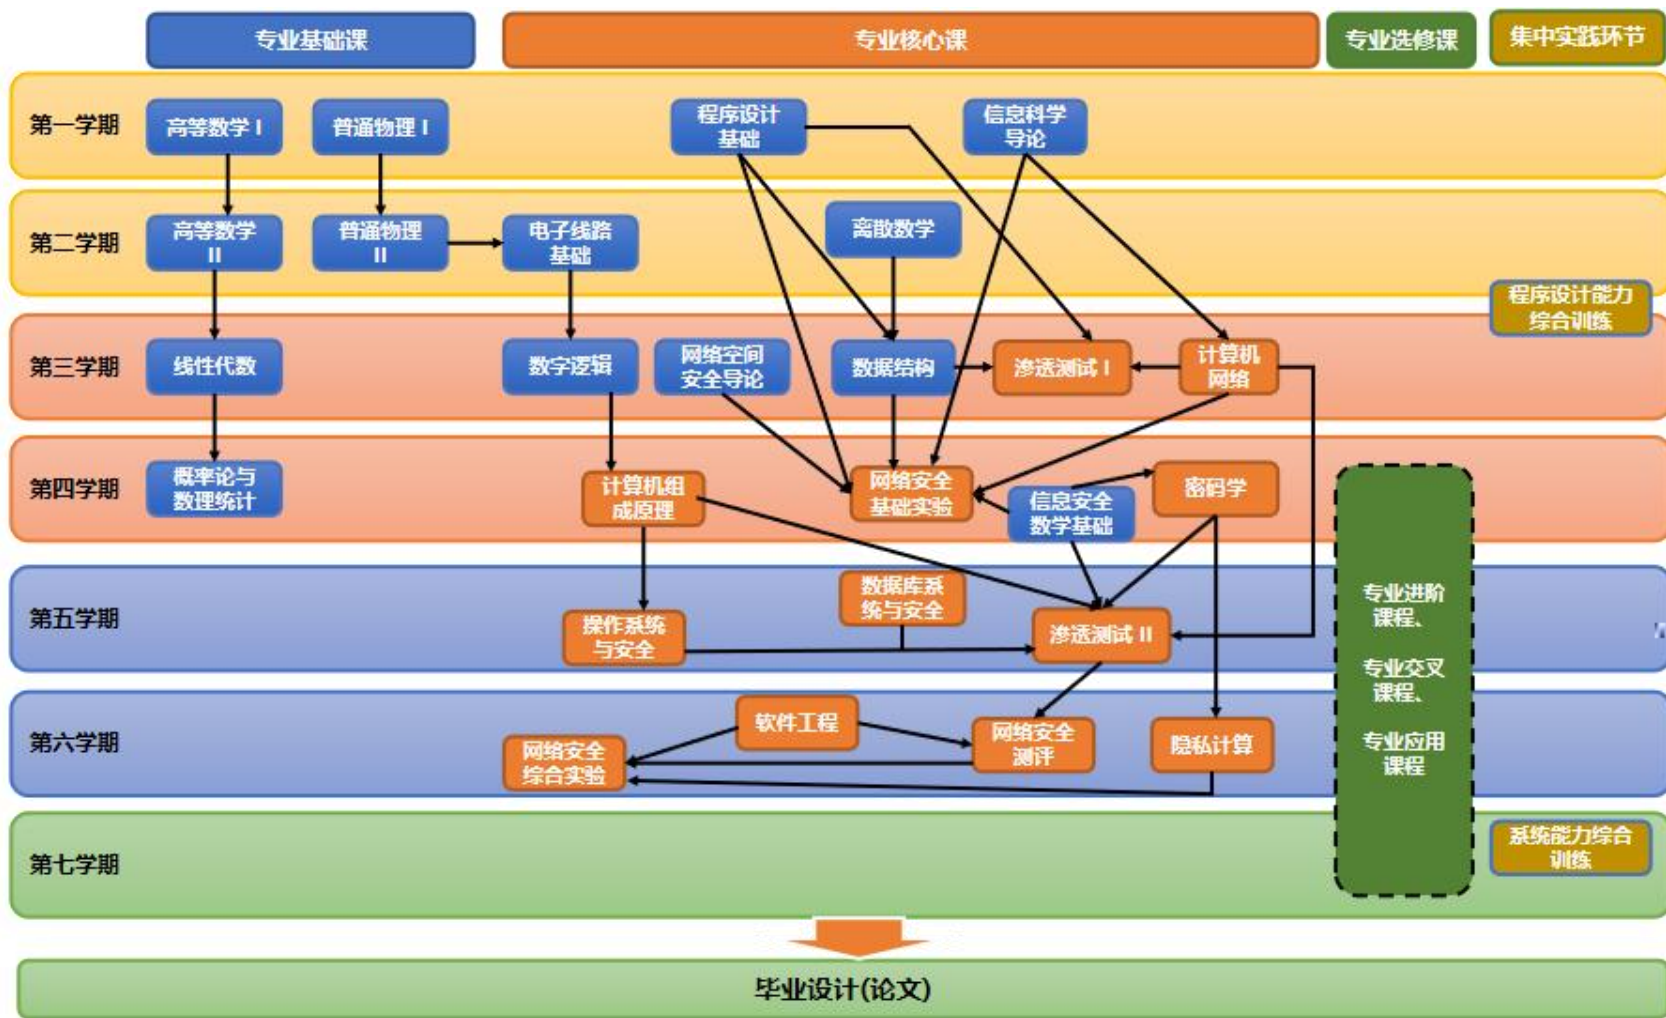 专业基础课
专业核心课
专业选修课
集中实践环节
第一学期
高等数学 I
普通物理 I
程序设计
基础
信息科学
导论
第二学期
高等数学
II
普通物理
II
电子线路
基础
离散数学
程序设计能力
综合训练
第三学期
线性代数
数字逻辑
网络空间
安全导论
数据结构
渗透测试 I
计算机
网络
第四学期
概率论与
数理统计
计算机组
成原理
网络安全
基础实验
信息安全
数学基础
密码学
第五学期
操作系统
与安全
数据库系
统与安全
渗透测试 II
专业进阶
课程、
专业交叉
课程、
专业应用
课程
第六学期
网络安全
综合实验
软件工程
网络安全
测评
隐私计算
第七学期
系统能力综合
训练
毕业设计(论文)